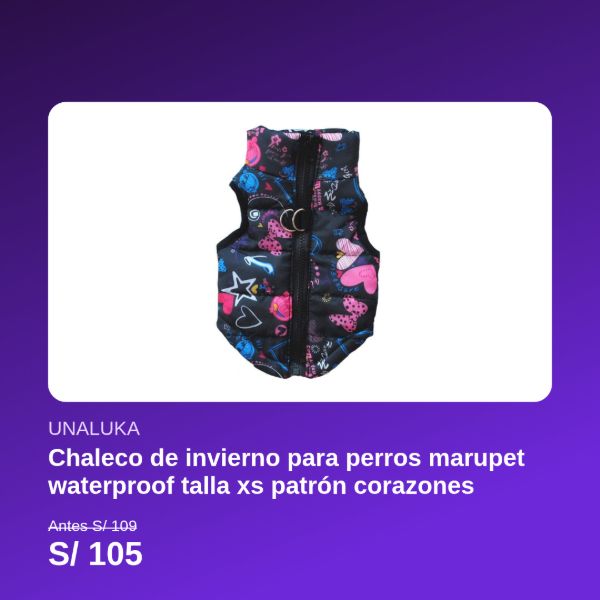 UNALUKA
Chaleco de invierno para perros marupet
waterproof talla xs patrón corazones
Antes S/ 109
S/ 105